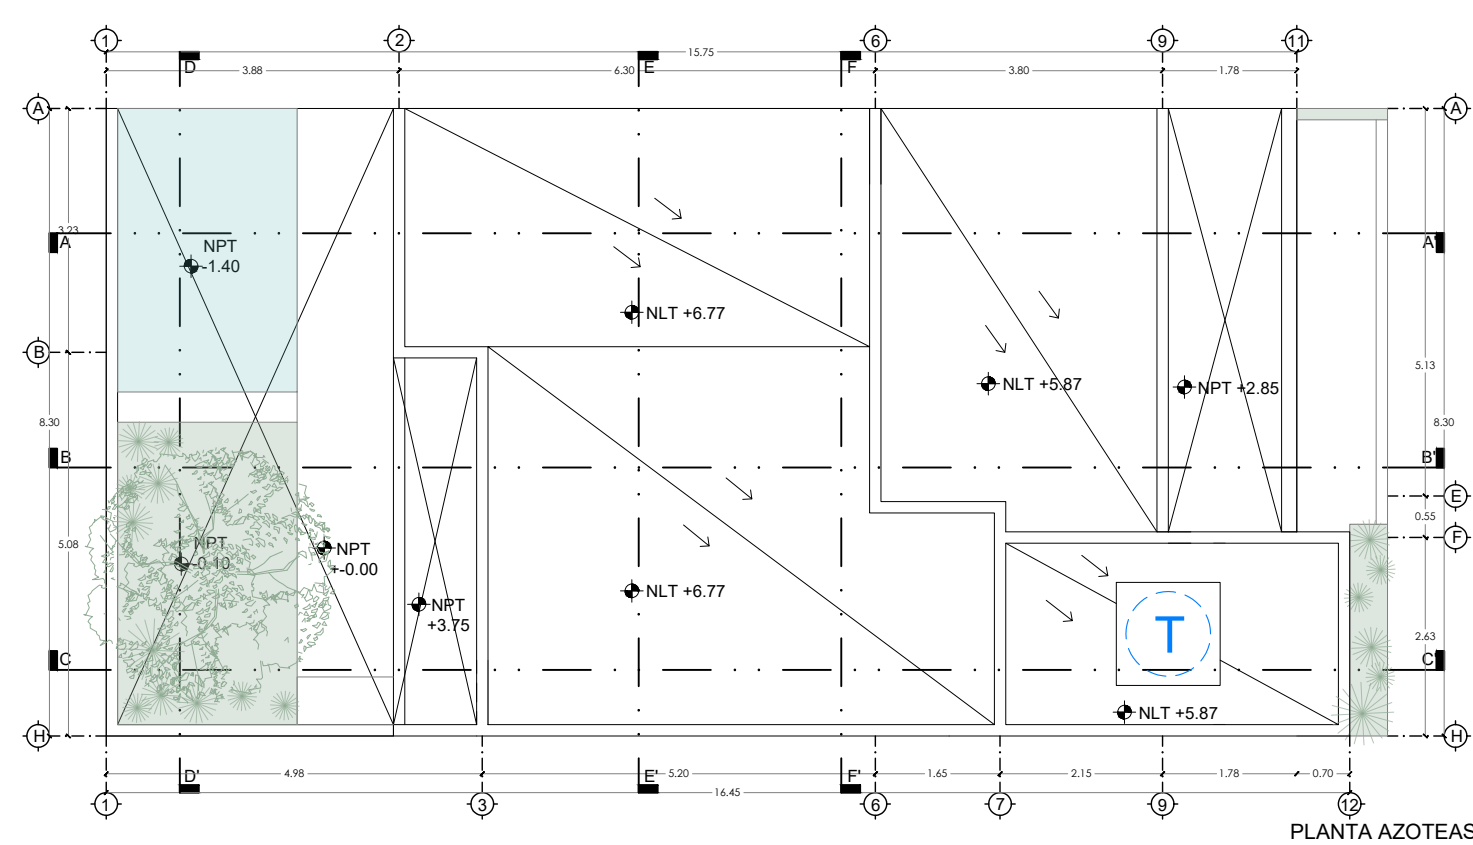 1 2 6 9 11
15.75
D E F
3.88 6.30 3.80 1.78
A A
3.23
A A'
NPT
-1.40
NLT +6.77
B
5.13
NLT +5.87 NPT +2.85
8.30 8.30
B B'
E
0.55
F
5.08
NPT
-0.10
NPT
+-0.00
NLT +6.77
NPT
+3.75
T
2.63
C C'
NLT +5.87
H H
D' E' F'
4.98 5.20 1.65 2.15 1.78 0.70
16.45
1 3 6 7 9 12
PLANTA AZOTEAS